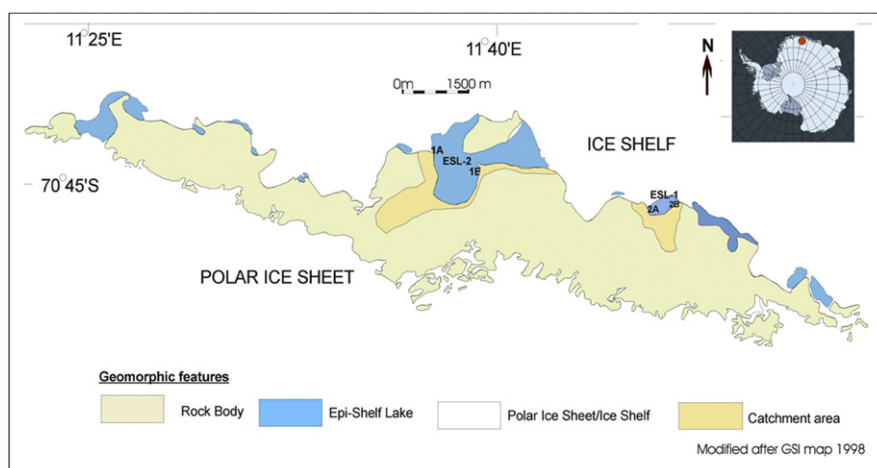 11°25'E
11°40'E
N
0m 1500 m
ICE SHELF
1A
ESL-2
1B
70°45'S
ESL-1
2A 2B
POLAR ICE SHEET
Geomorphic features
Rock Body
Epi-Shelf Lake
Polar Ice Sheet/Ice Shelf
Catchment area
Modified after GSI map 1998